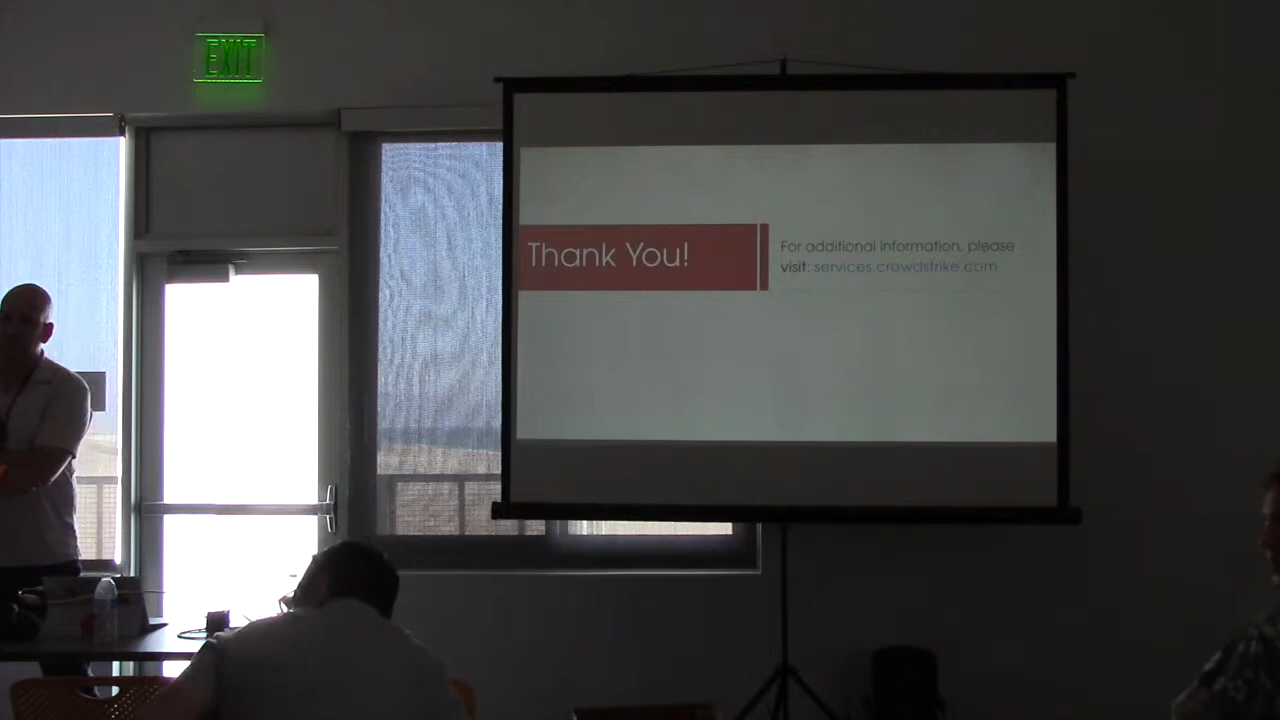 EXIT
Thank You!
For additional information, please
visit: services.crowdstrike.com